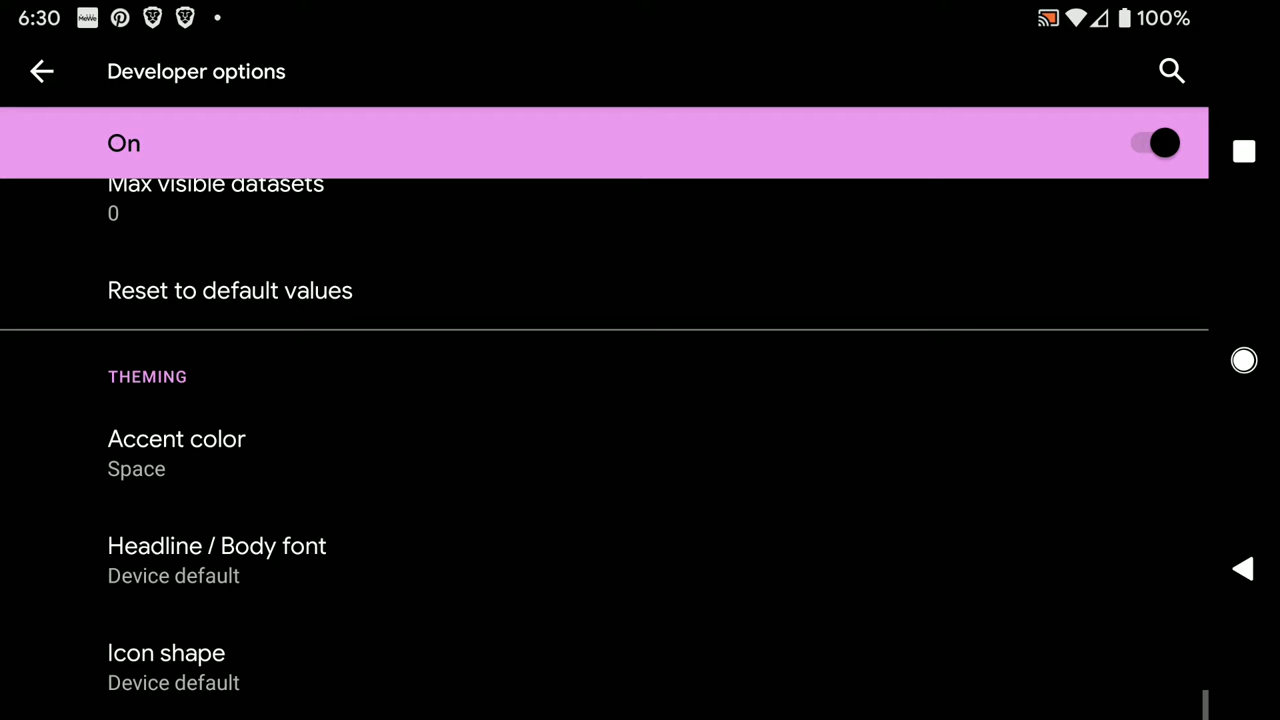 6:30 MeWe 100%
Developer options
On
Max visible datasets
0
Reset to default values
THEMING
Accent color
Space
Headline / Body font
Device default
Icon shape
Device default